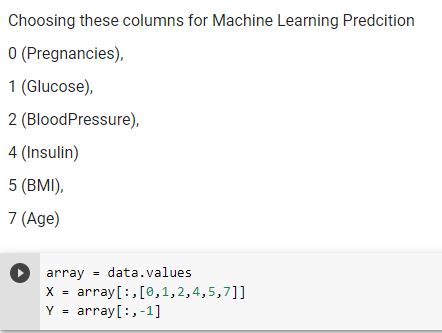 Choosing these columns for Machine Learning Predcition
0 (Pregnancies),
1 (Glucose),
2 (BloodPressure),
4 (Insulin)
5 (BMI),
7 (Age)
array = data.values
X = array[:,[0,1,2,4,5,7]]
Y = array[:,-1]